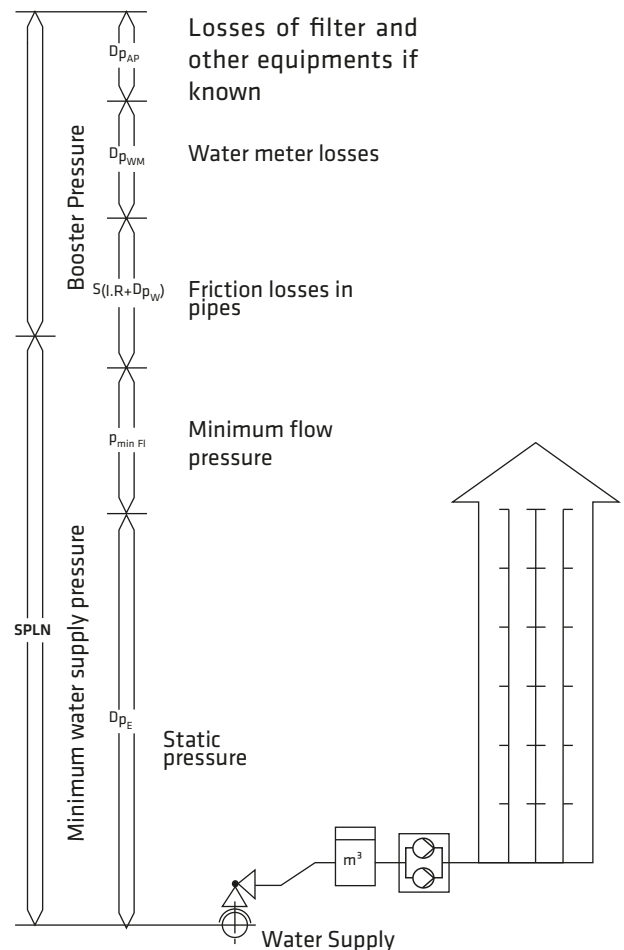 Dp_AP
Losses of filter and
other equipments if
known
Booster Pressure
Dp_WM
Water meter losses
S(I.R+Dp_W)
Friction losses in
pipes
p_min Fl
Minimum flow
pressure
Minimum water supply pressure
SPLN
Dp_E
Static
pressure
m³
Water Supply